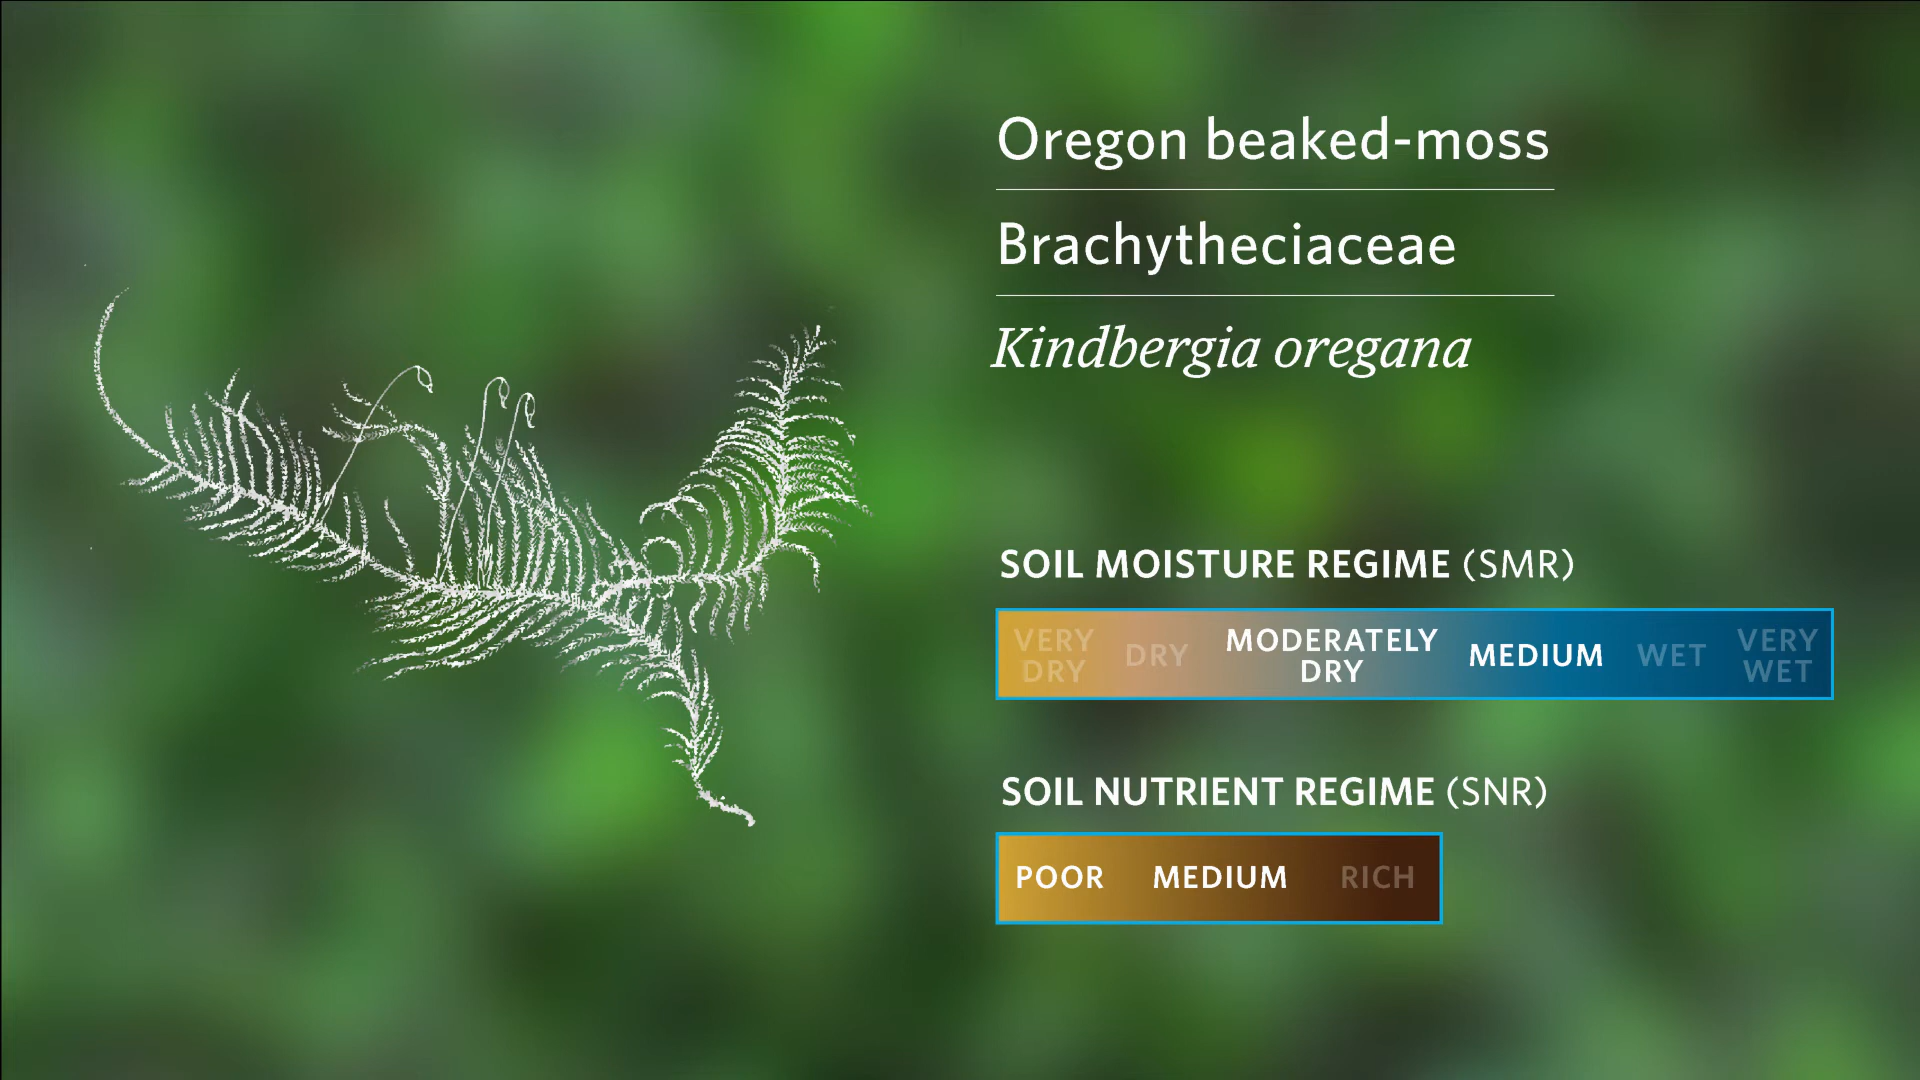 Oregon beaked-moss
Brachytheciaceae
Kindbergia oregana
SOIL MOISTURE REGIME (SMR)
VERY DRY
DRY
MODERATELY DRY
MEDIUM
WET
VERY WET
SOIL NUTRIENT REGIME (SNR)
POOR MEDIUM RICH